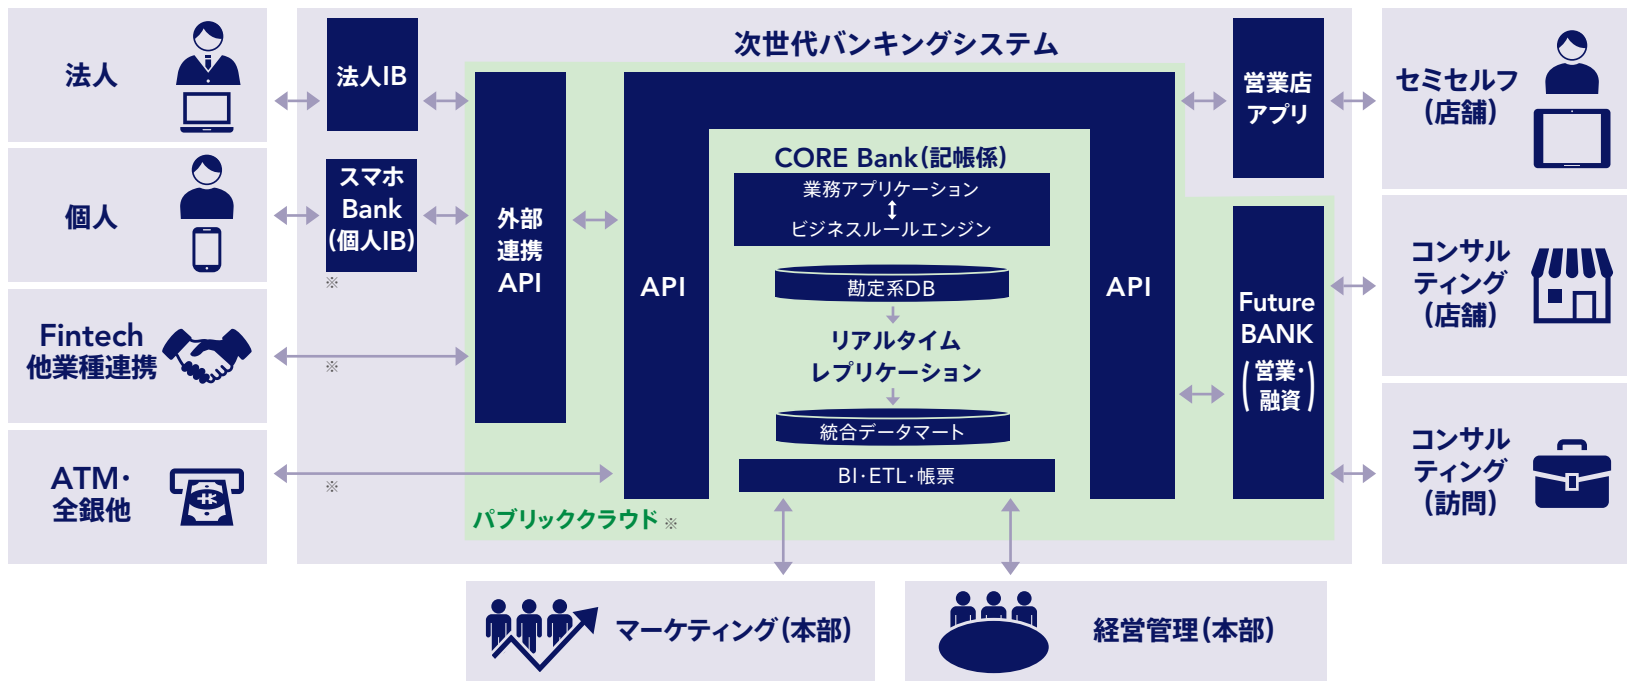 次世代バンキングシステム
法人
個人
Fintech
他業種連携
ATM・
全銀他
法人IB
スマホ
Bank
(個人IB)
※
※
※
外部
連携
API
API
CORE Bank(記帳係)
業務アプリケーション
ビジネスルールエンジン
勘定系DB
リアルタイム
レプリケーション
統合データマート
BI・ETL・帳票
API
パブリッククラウド ※
営業店
アプリ
Future
BANK
(営業・
融資)
セミセルフ
(店舗)
コンサル
ティング
(店舗)
コンサル
ティング
(訪問)
マーケティング(本部)
経営管理(本部)